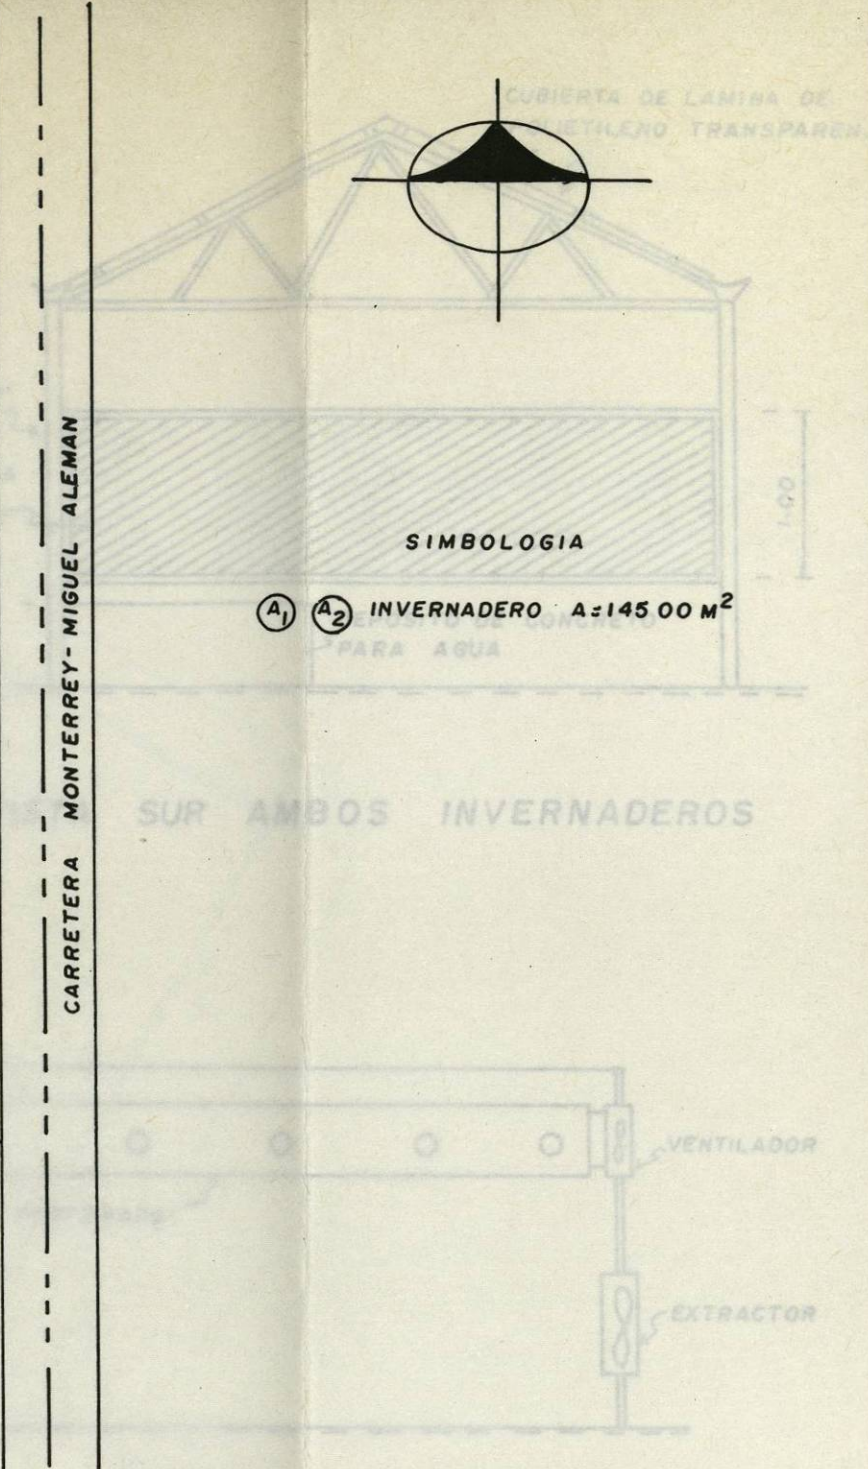 CUBIERTA DE LAMINA DE
POLIETILENO TRANSPAREN
CARRETERA MONTERREY-MIGUEL ALEMAN
1.00
SIMBOLOGIA
A1 A2 INVERNADERO A=145.00 M²
DEPOSITO DE CONCRETO
PARA AGUA
SUR AMBOS INVERNADEROS
VENTILADOR
EXTRACTOR